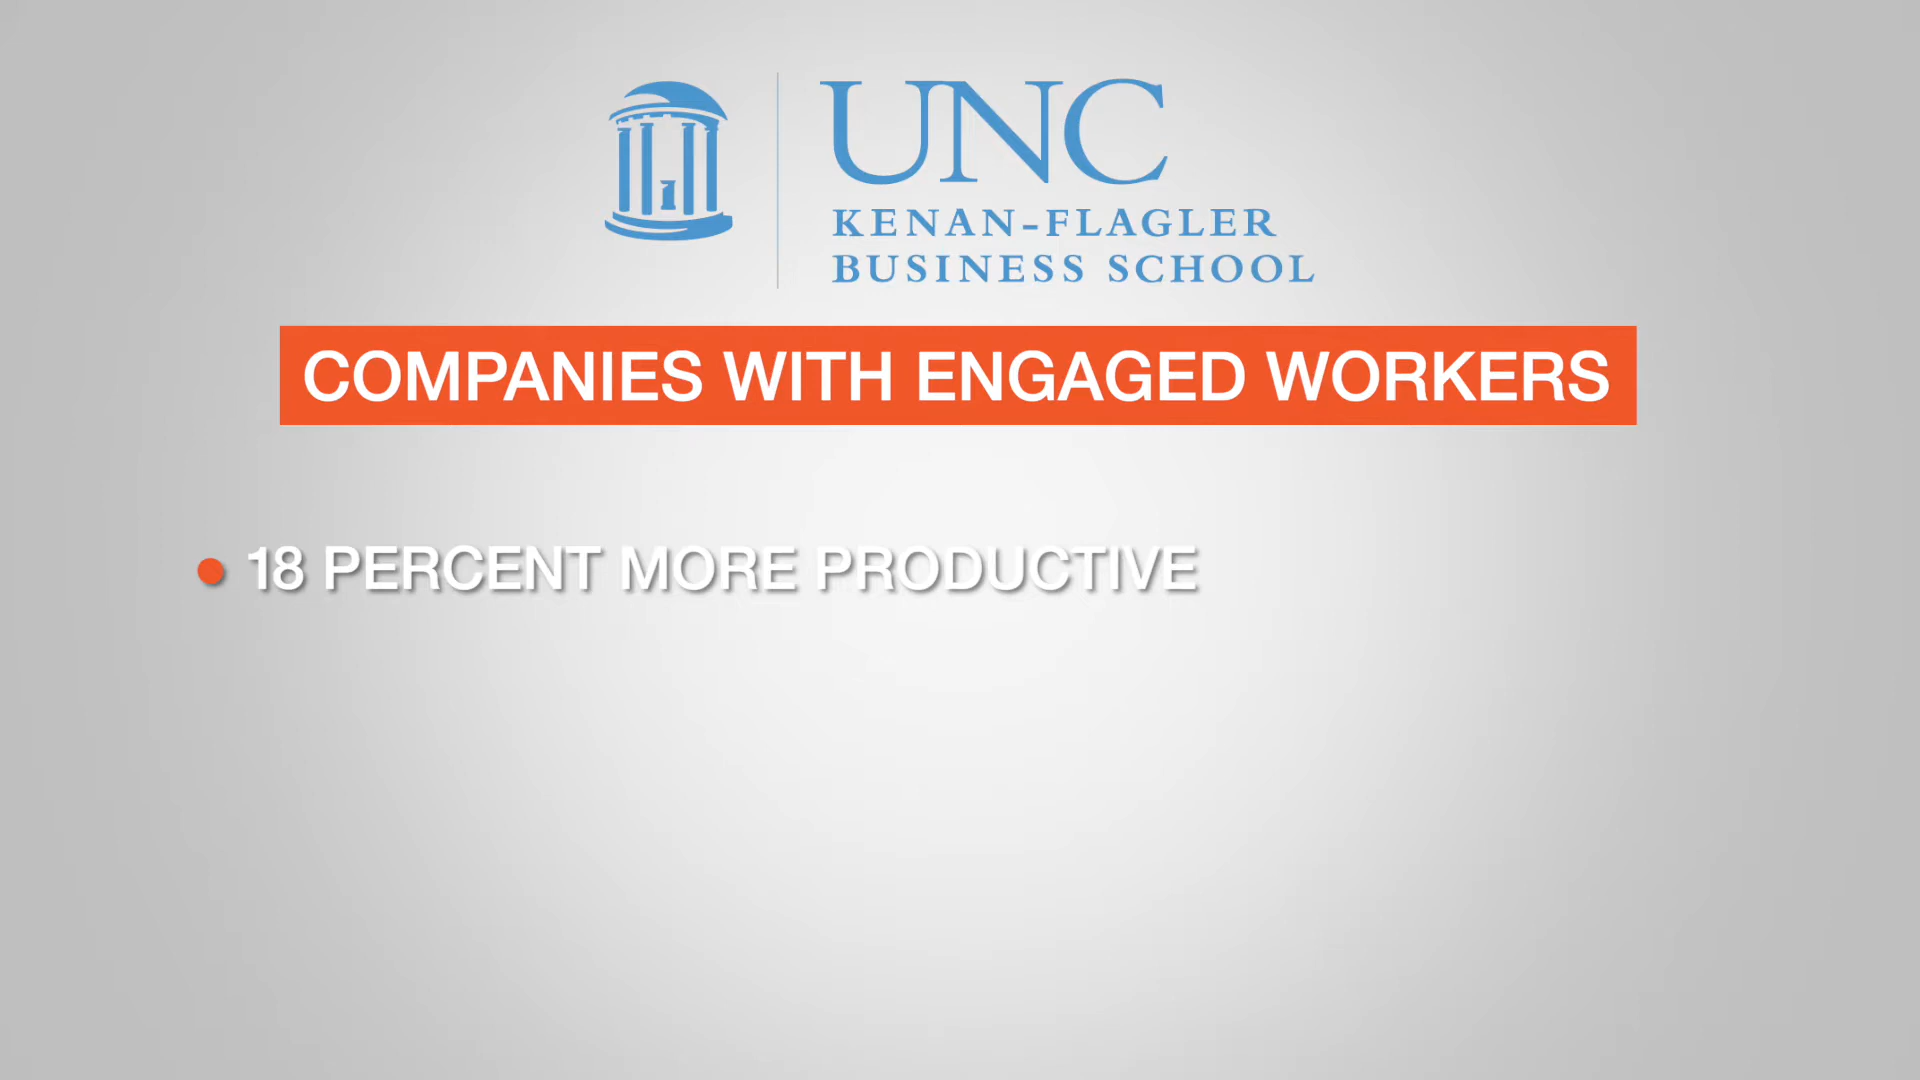 UNC
KENAN-FLAGLER
BUSINESS SCHOOL
COMPANIES WITH ENGAGED WORKERS
• 18 PERCENT MORE PRODUCTIVE